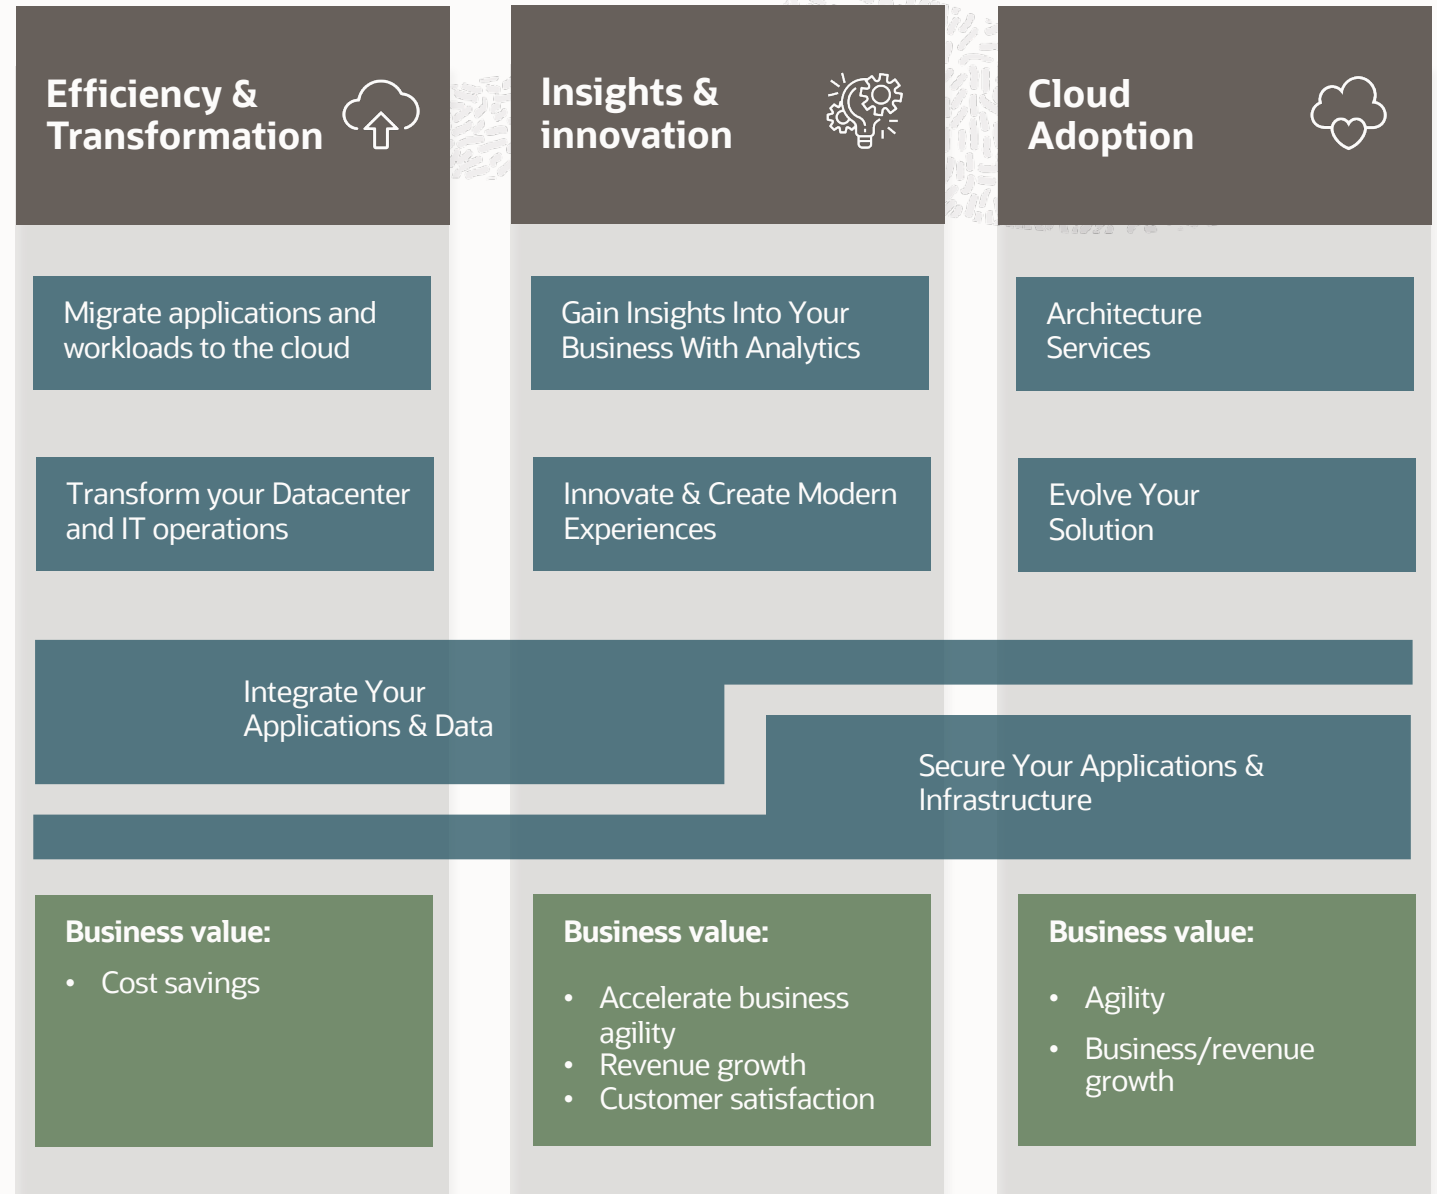 Efficiency &
Transformation
Insights &
innovation
Cloud
Adoption
Migrate applications and
workloads to the cloud
Gain Insights Into Your
Business With Analytics
Architecture
Services
Transform your Datacenter
and IT operations
Innovate & Create Modern
Experiences
Evolve Your
Solution
Integrate Your
Applications & Data
Secure Your Applications &
Infrastructure
Business value:
• Cost savings
Business value:
• Accelerate business
agility
• Revenue growth
• Customer satisfaction
Business value:
• Agility
• Business/revenue
growth